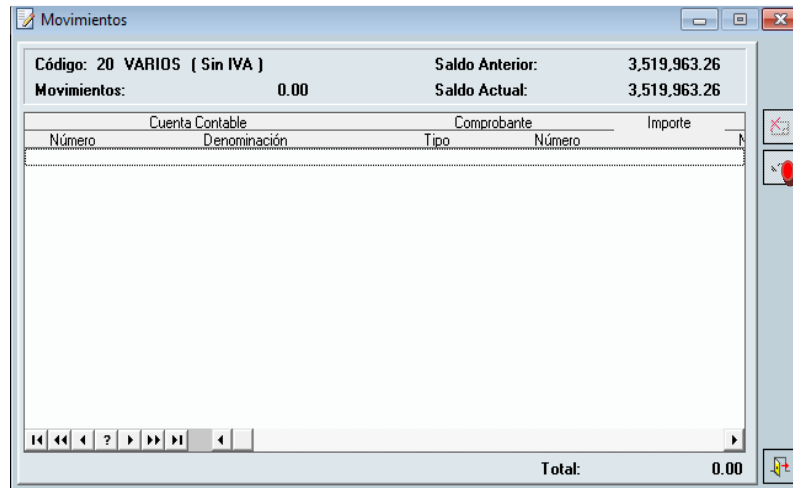 Movimientos
Código: 20 VARIOS ( Sin IVA ) Saldo Anterior: 3,519,963.26
Movimientos: 0.00 Saldo Actual: 3,519,963.26
Cuenta Contable Comprobante Importe
Número Denominación Tipo Número
?
Total: 0.00